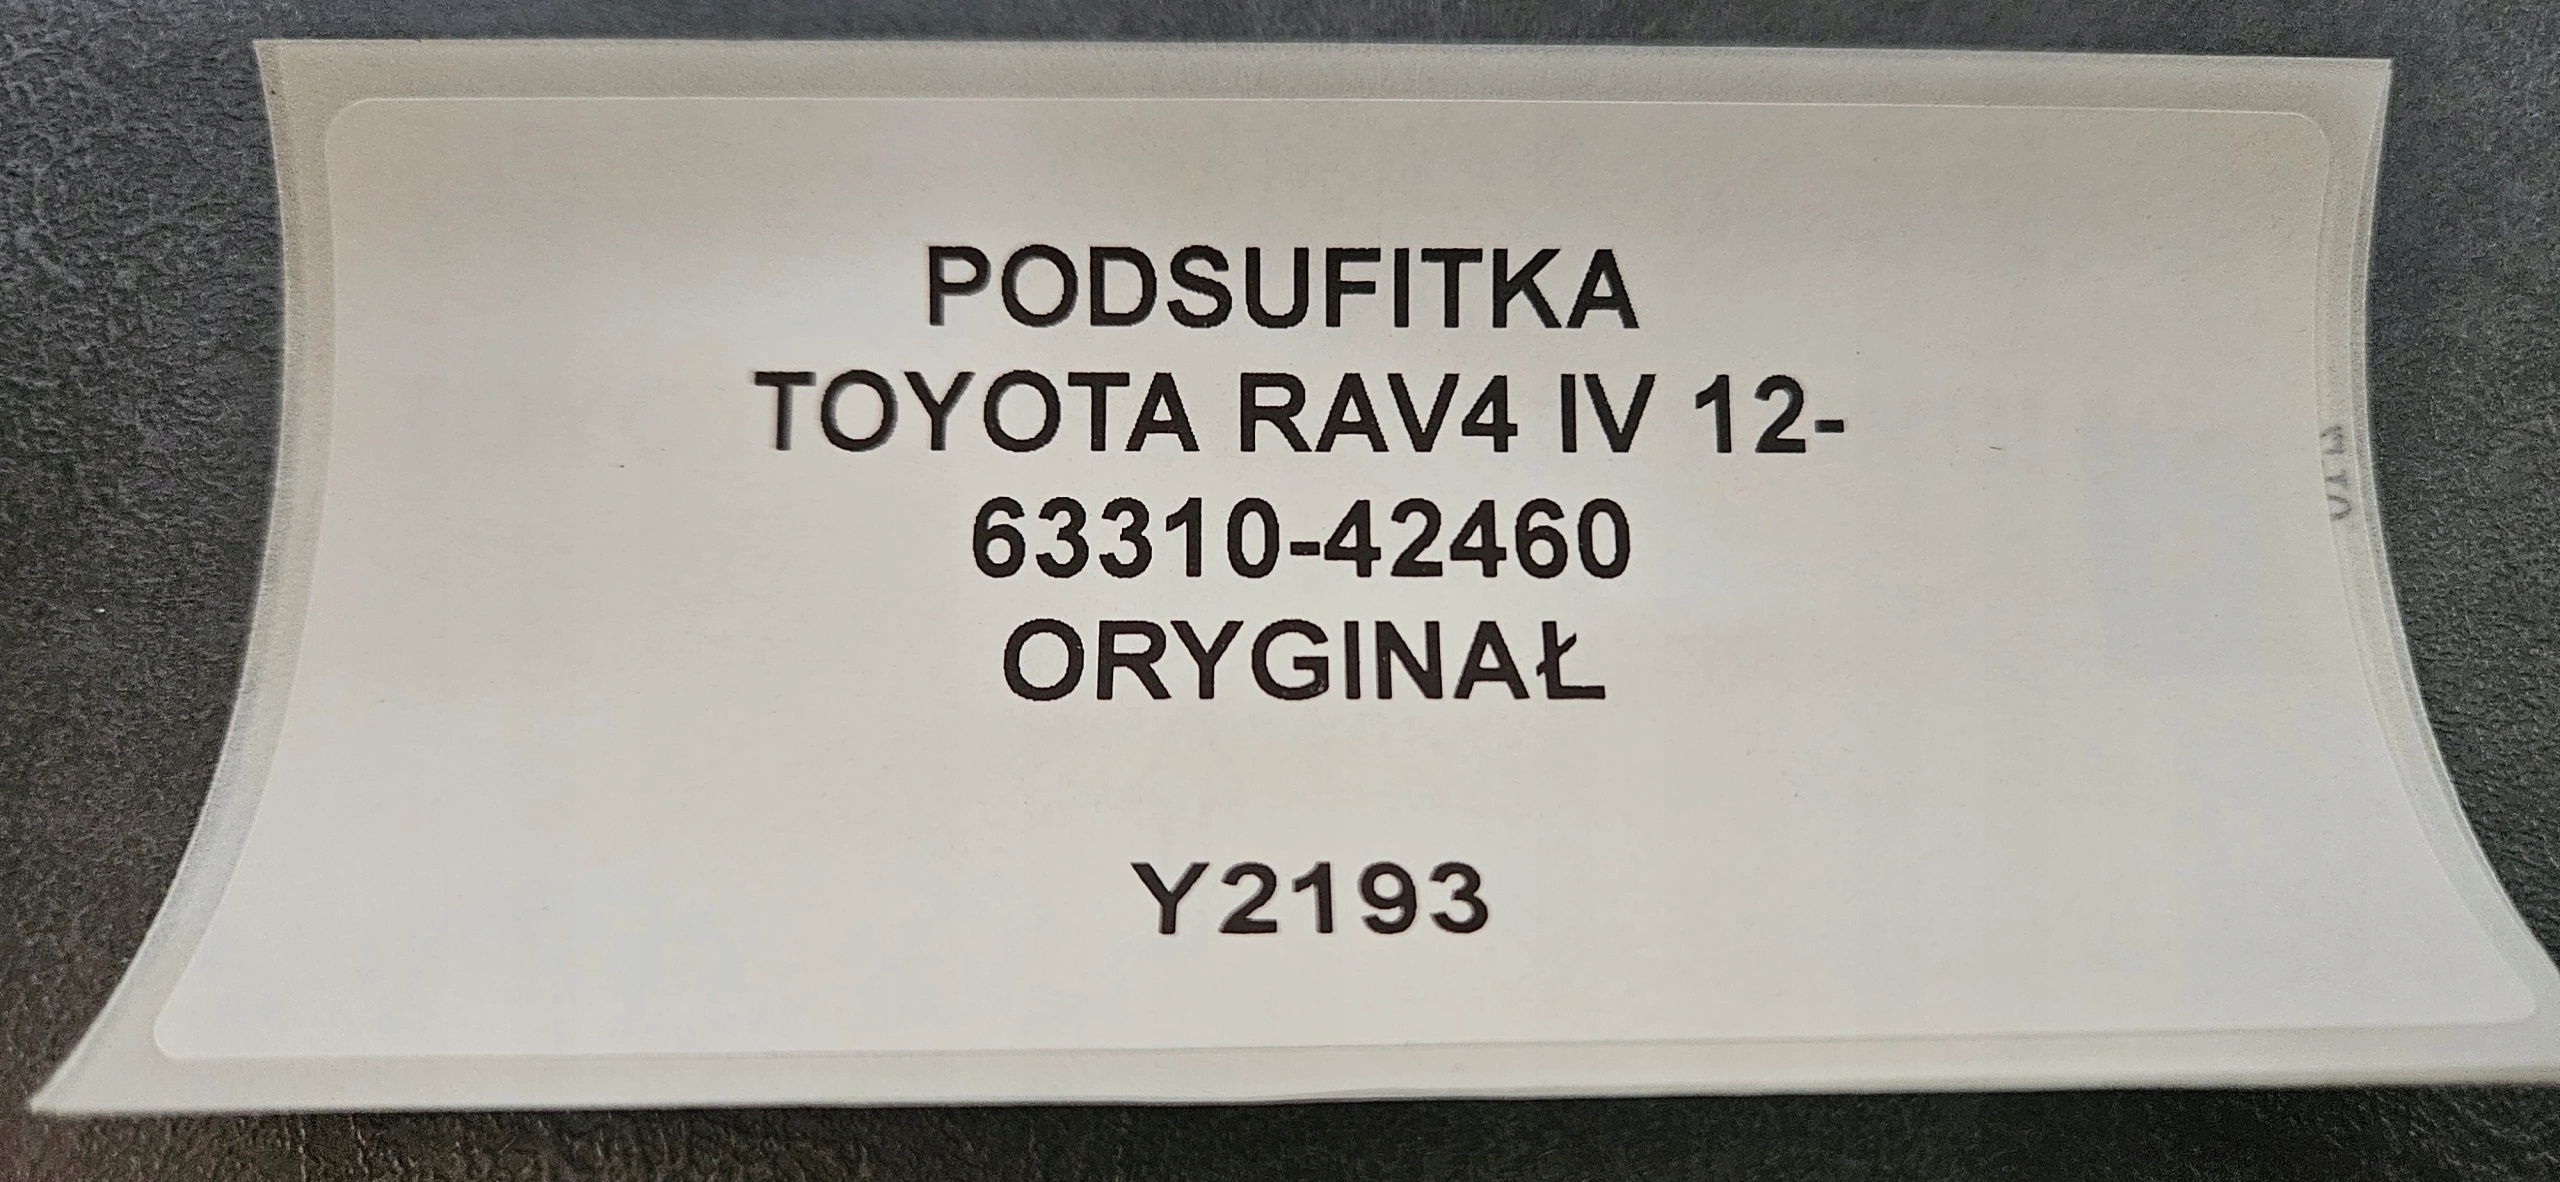 PODSUFITKA
TOYOTA RAV4 IV 12-
63310-42460
ORYGINAŁ
Y2193